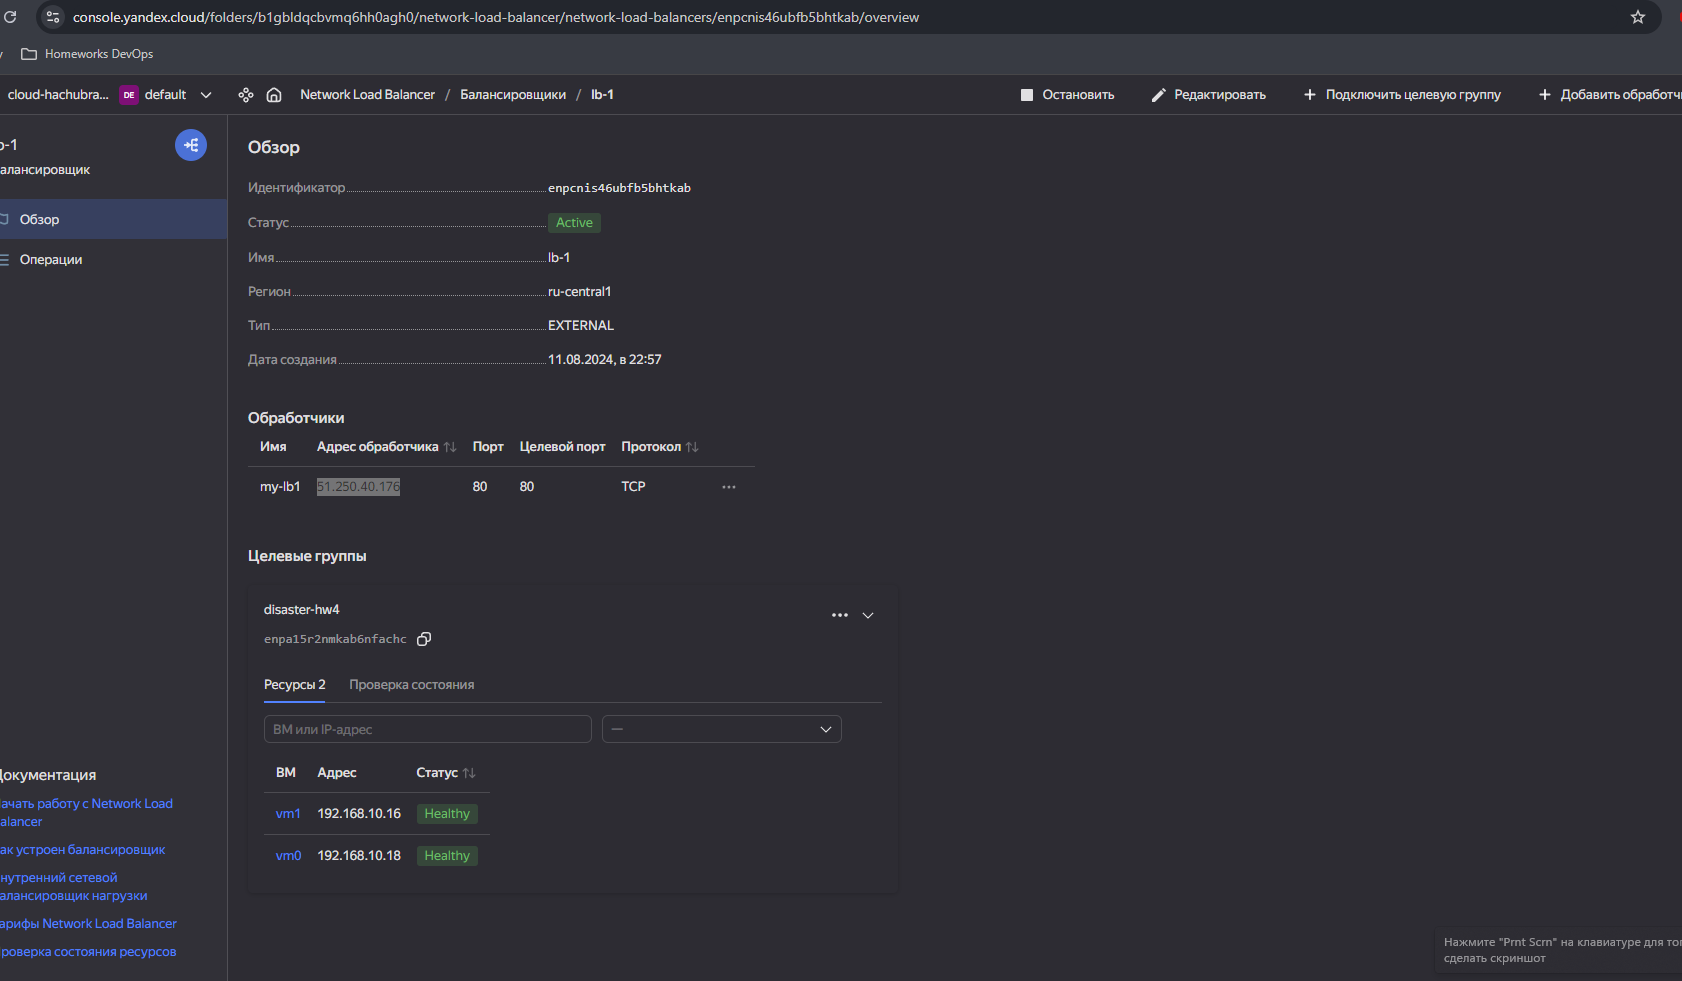 console.yandex.cloud/folders/b1gbldqcbvmq6hh0agh0/network-load-balancer/network-load-balancers/enpcnis46ubfb5bhtkab/overview
Homeworks DevOps
cloud-hachubra... DE default
Network Load Balancer / Балансировщики / lb-1
Остановить
Редактировать
+ Подключить целевую группу
+ Добавить обработчи
b-1
алансировщик
Обзор
Операции
Обзор
Идентификатор enpcnis46ubfb5bhtkab
Статус Active
Имя lb-1
Регион ru-central1
Тип EXTERNAL
Дата создания 11.08.2024, в 22:57
Обработчики
Имя Адрес обработчика Порт Целевой порт Протокол
my-lb1 51.250.40.176 80 80 TCP
Целевые группы
disaster-hw4
enpa15r2nmkab6nfachc
Ресурсы 2 Проверка состояния
ВМ или IP-адрес —
ВМ Адрес Статус
vm1 192.168.10.16 Healthy
vm0 192.168.10.18 Healthy
Документация
ачать работу с Network Load
alancer
ак устроен балансировщик
нутренний сетевой
алансировщик нагрузки
арифы Network Load Balancer
роверка состояния ресурсов
Нажмите "Prnt Scrn" на клавиатуре для тог
сделать скриншот